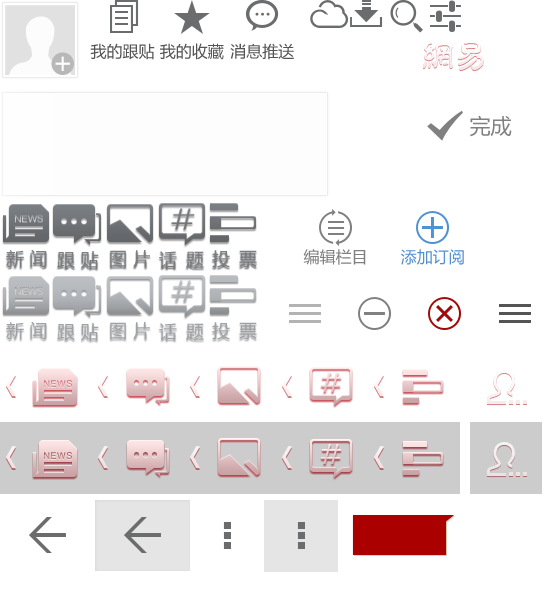 我的跟贴 我的收藏 消息推送
網易
完成
NEWS
新闻 跟贴 图片 话题 投票
编辑栏目 添加订阅
NEWS
新闻 跟贴 图片 话题 投票
NEWS
NEWS